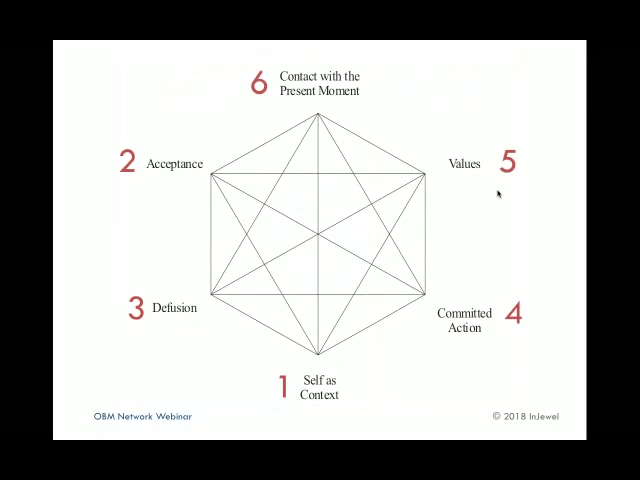 6 Contact with the
Present Moment
2 Acceptance
Values 5
3 Defusion
Committed 4
Action
1 Self as
Context
OBM Network Webinar
© 2018 InJewel